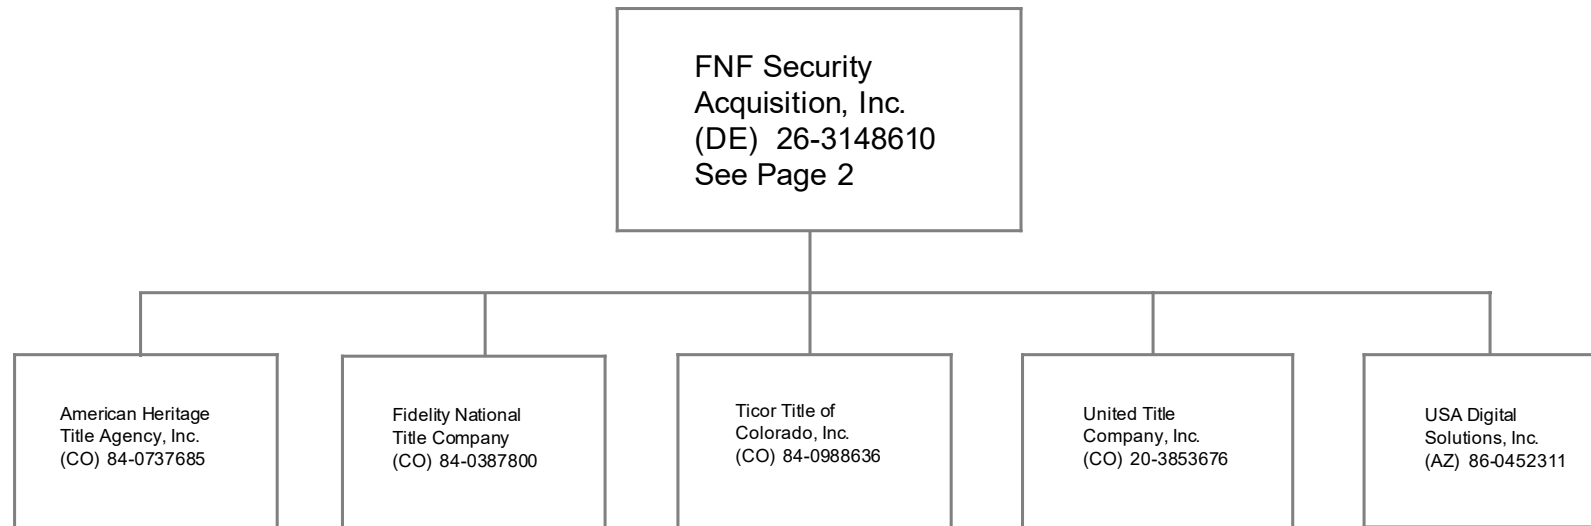 FNF Security
Acquisition, Inc.
(DE) 26-3148610
See Page 2
American Heritage
Title Agency, Inc.
(CO) 84-0737685
Fidelity National
Title Company
(CO) 84-0387800
Ticor Title of
Colorado, Inc.
(CO) 84-0988636
United Title
Company, Inc.
(CO) 20-3853676
USA Digital
Solutions, Inc.
(AZ) 86-0452311